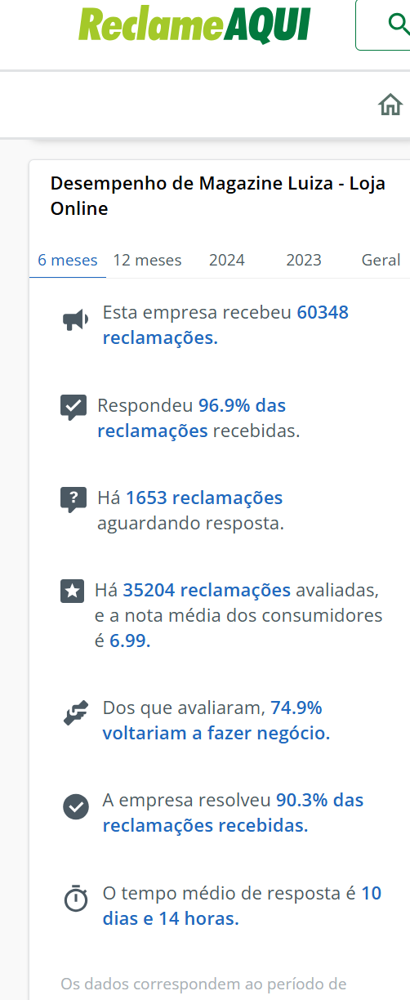 ReclameAQUI
Desempenho de Magazine Luiza - Loja
Online
6 meses 12 meses 2024 2023 Geral
Esta empresa recebeu 60348
reclamações.
Respondeu 96.9% das
reclamações recebidas.
Há 1653 reclamações
aguardando resposta.
Há 35204 reclamações avaliadas,
e a nota média dos consumidores
é 6.99.
Dos que avaliaram, 74.9%
voltariam a fazer negócio.
A empresa resolveu 90.3% das
reclamações recebidas.
O tempo médio de resposta é 10
dias e 14 horas.
Os dados correspondem ao período de